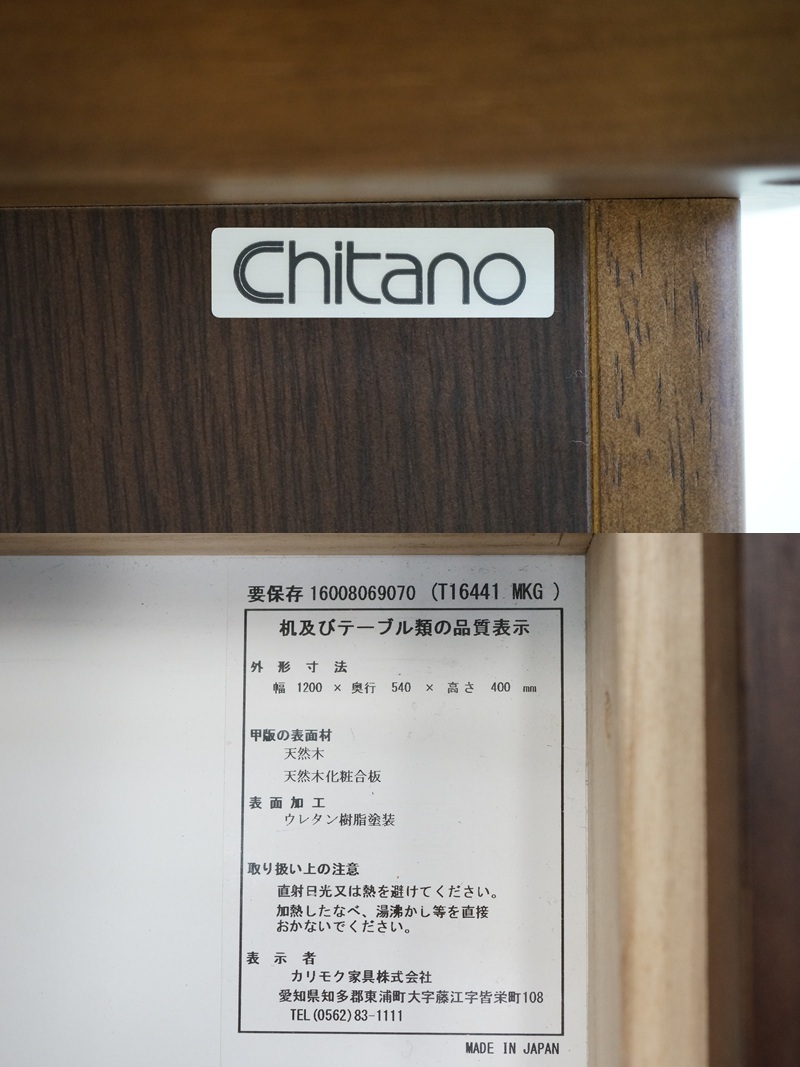 Chitano
要保存 16008069070 (T16441 MKG )
机及びテーブル類の品質表示
外形寸法
幅 1200 × 奥行 540 × 高さ 400 mm
甲版の表面材
天然木
天然木化粧合板
表面加工
ウレタン樹脂塗装
取り扱い上の注意
直射日光又は熱を避けてください。
加熱したなべ、湯沸かし等を直接
おかないでください。
表示者
カリモク家具株式会社
愛知県知多郡東浦町大字藤江字皆栄町108
TEL(0562)83-1111
MADE IN JAPAN